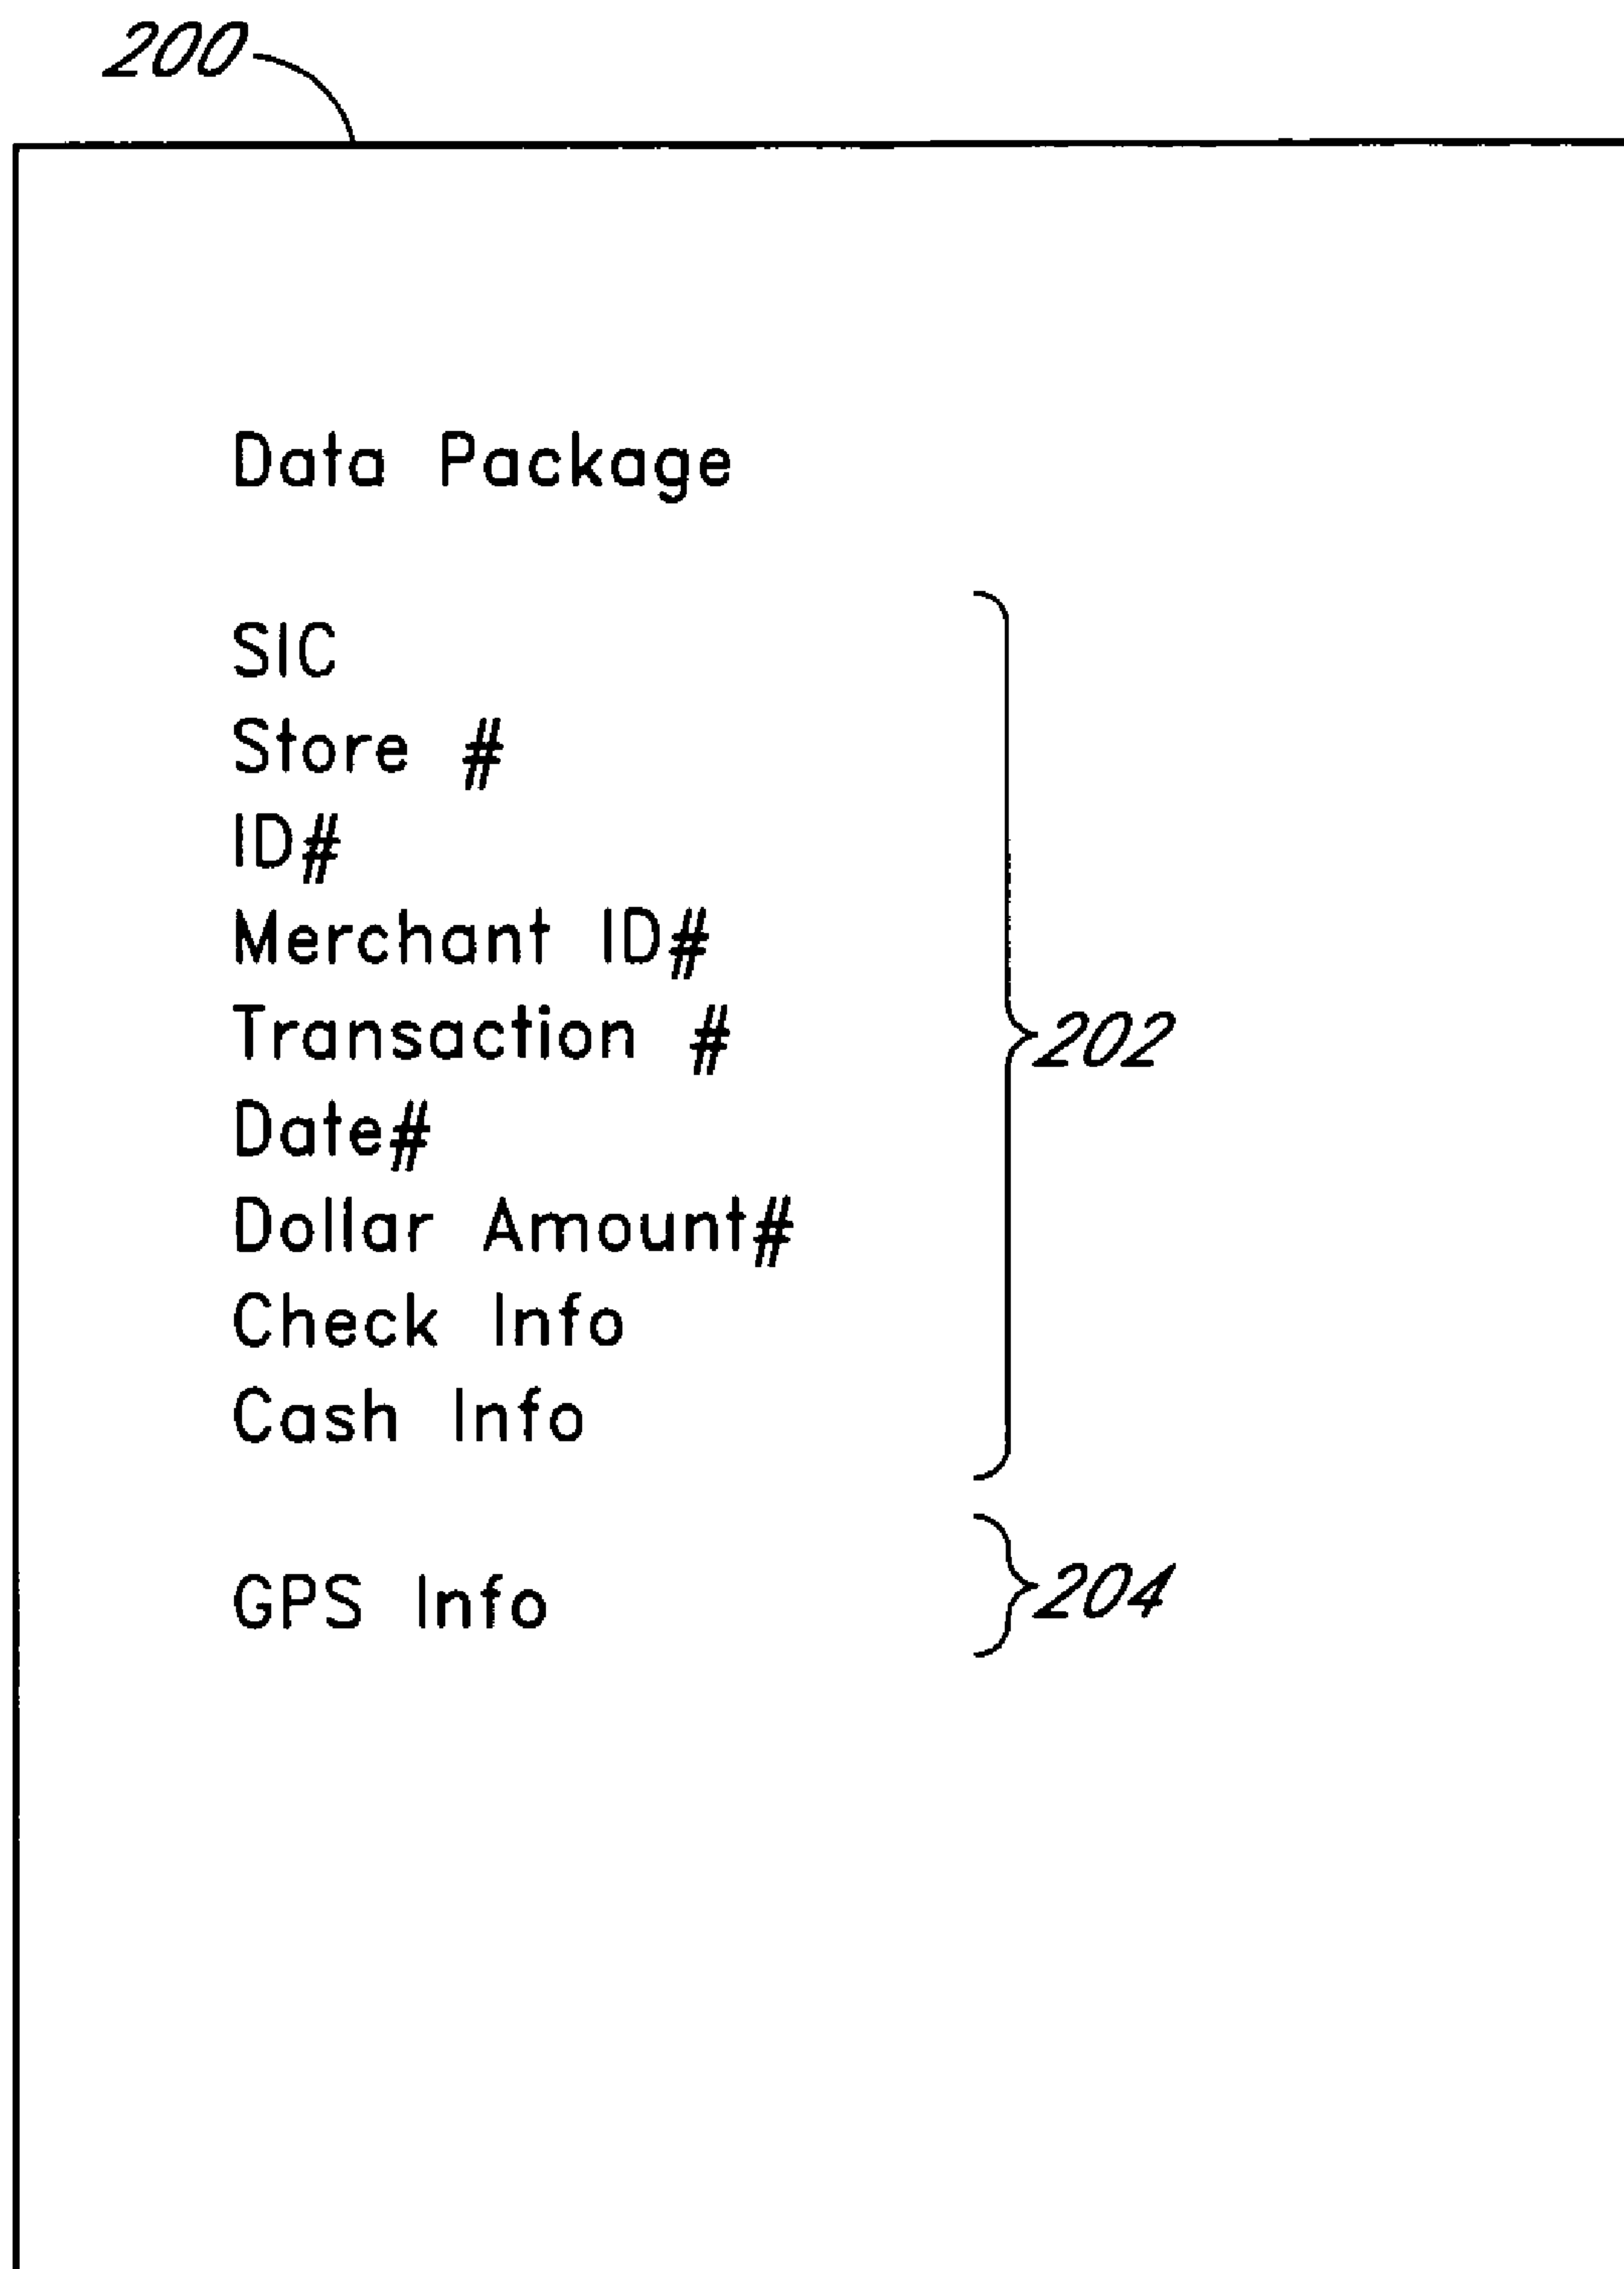 200
Data Package
SIC
Store #
ID#
Merchant ID#
Transaction #
202
Date#
Dollar Amount#
Check Info
Cash Info
GPS Info
204